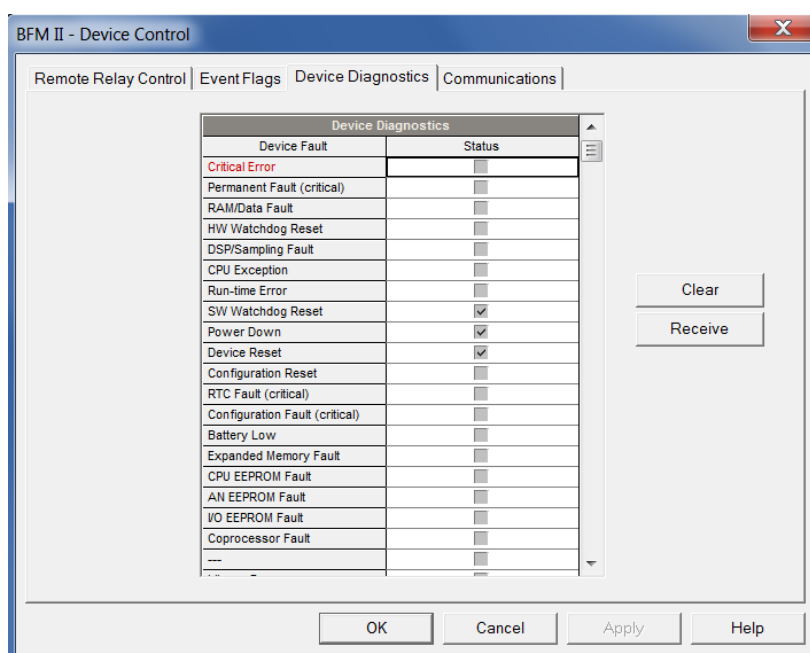 BFM II - Device Control
X
Remote Relay Control Event Flags Device Diagnostics Communications
Device Diagnostics
Device Fault Status
Critical Error
Permanent Fault (critical)
RAM/Data Fault
HW Watchdog Reset
DSP/Sampling Fault
CPU Exception
Run-time Error
SW Watchdog Reset
Power Down
Device Reset
Configuration Reset
RTC Fault (critical)
Configuration Fault (critical)
Battery Low
Expanded Memory Fault
CPU EEPROM Fault
AN EEPROM Fault
I/O EEPROM Fault
Coprocessor Fault
---
Clear
Receive
OK Cancel Apply Help